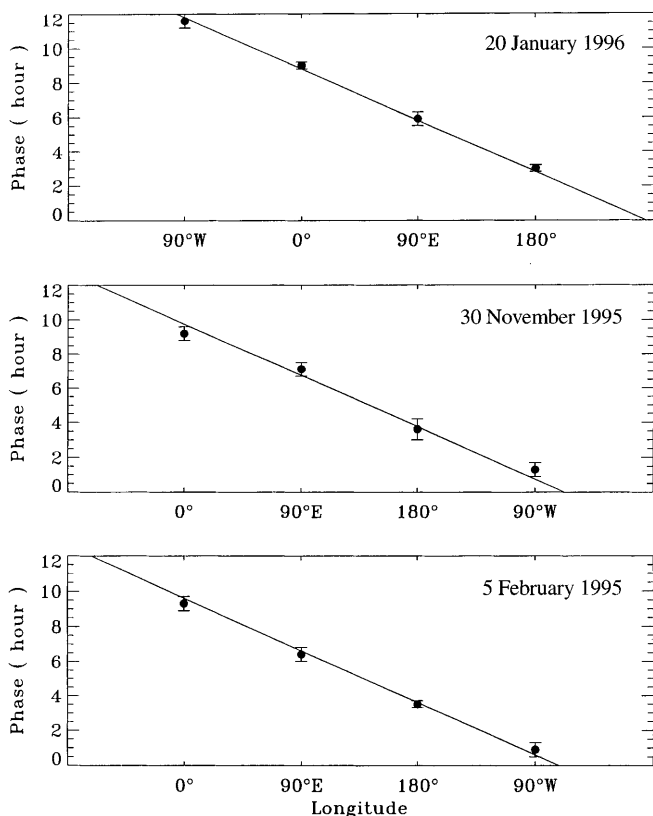 12
20 January 1996
10
8
6
4
2
0
Phase ( hour )
90°W 0° 90°E 180°
12
30 November 1995
10
8
6
4
2
0
Phase ( hour )
0° 90°E 180° 90°W
12
5 February 1995
10
8
6
4
2
0
Phase ( hour )
0° 90°E 180° 90°W
Longitude